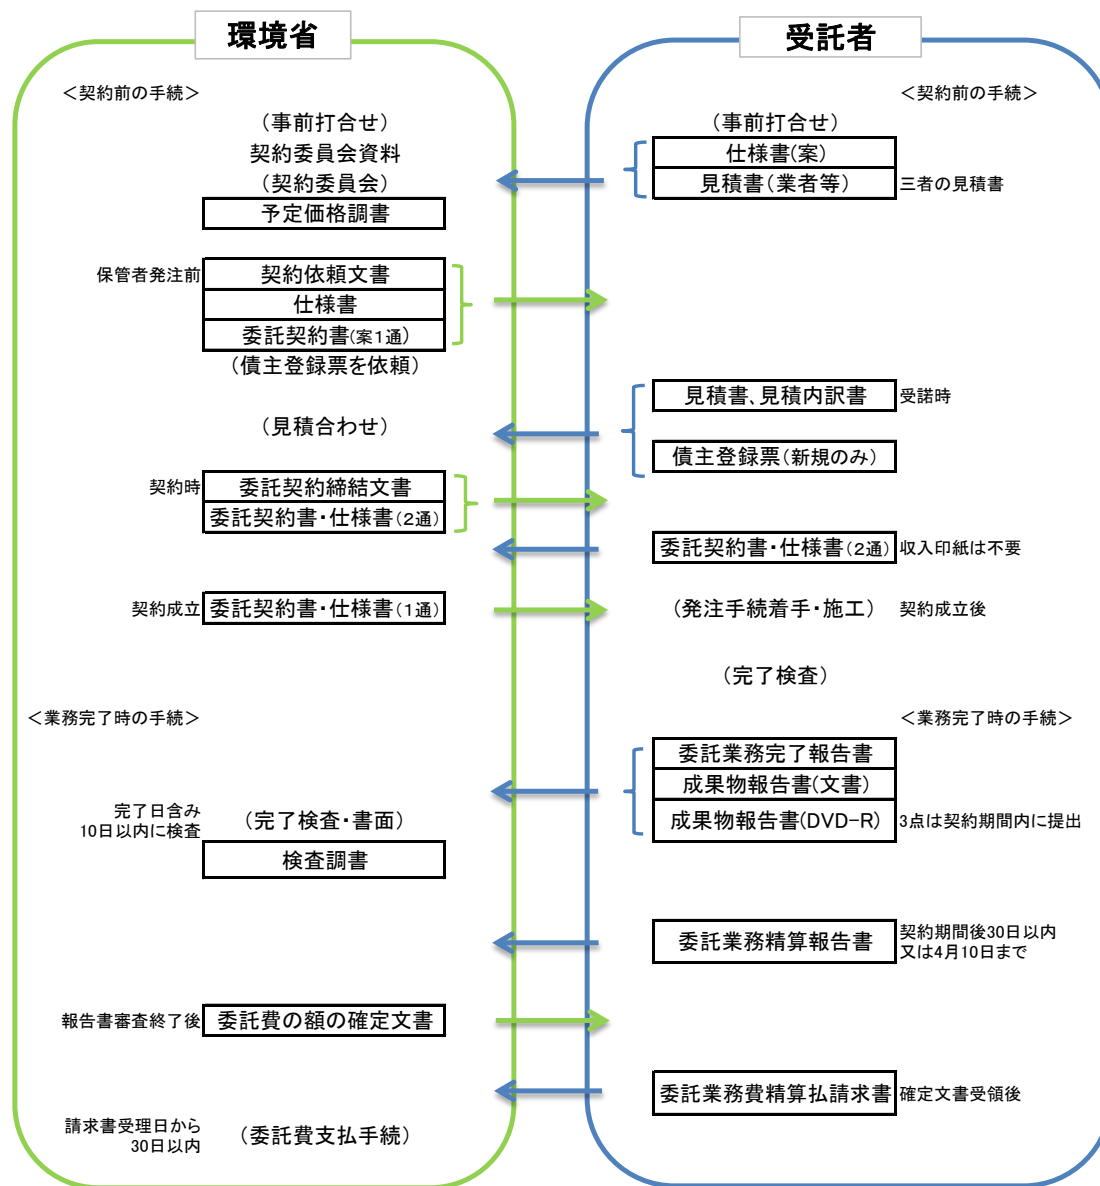 環境省
受託者
＜契約前の手続＞
＜契約前の手続＞
（事前打合せ）
（事前打合せ）
契約委員会資料
仕様書(案)
（契約委員会）
見積書（業者等）
三者の見積書
予定価格調書
保管者発注前
契約依頼文書
仕様書
委託契約書(案１通)
（債主登録票を依頼）
見積書、見積内訳書
受諾時
（見積合わせ）
債主登録票（新規のみ）
契約時
委託契約締結文書
委託契約書・仕様書（２通）
委託契約書・仕様書（２通）
収入印紙は不要
契約成立
委託契約書・仕様書（１通）
（発注手続着手・施工）
契約成立後
（完了検査）
＜業務完了時の手続＞
＜業務完了時の手続＞
委託業務完了報告書
成果物報告書(文書)
完了日含み
10日以内に検査
（完了検査・書面）
成果物報告書(DVD-R)
3点は契約期間内に提出
検査調書
委託業務精算報告書
契約期間後30日以内
又は4月10日まで
報告書審査終了後
委託費の額の確定文書
委託業務費精算払請求書
確定文書受領後
請求書受理日から
30日以内
（委託費支払手続）